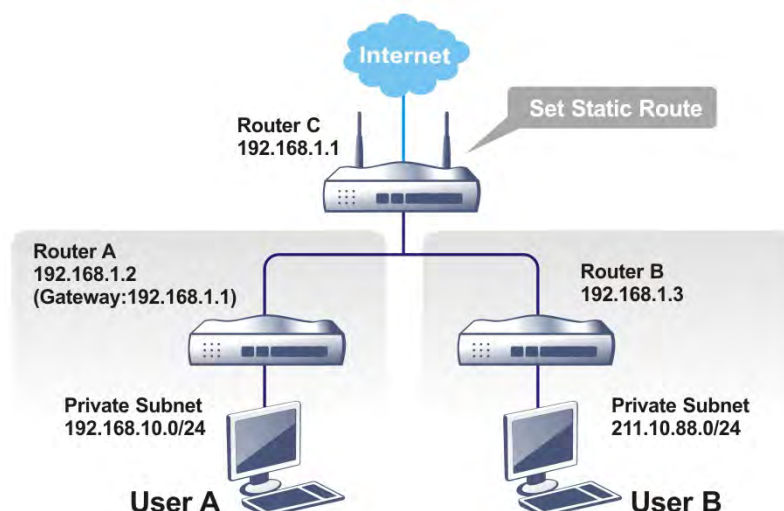 Internet
Set Static Route
Router C
192.168.1.1
Router A
192.168.1.2
(Gateway:192.168.1.1)
Router B
192.168.1.3
Private Subnet
192.168.10.0/24
Private Subnet
211.10.88.0/24
User A
User B